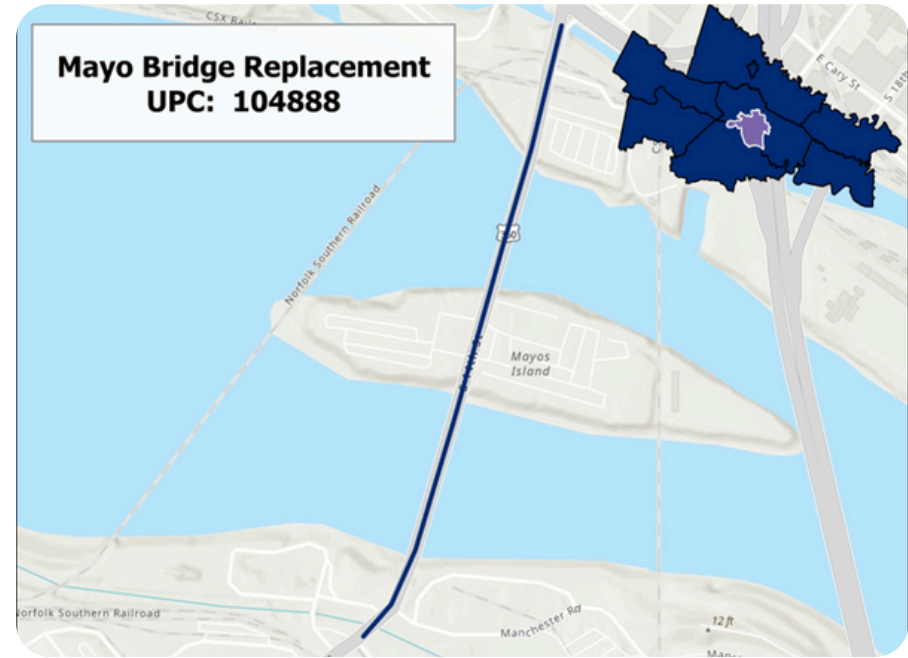 CSX Rail
Mayo Bridge Replacement
UPC: 104888
E Cary St
S 18th
Norfolk Southern Railroad
Mayos
Island
Norfolk Southern Railroad
Manchester Rd
12 ft